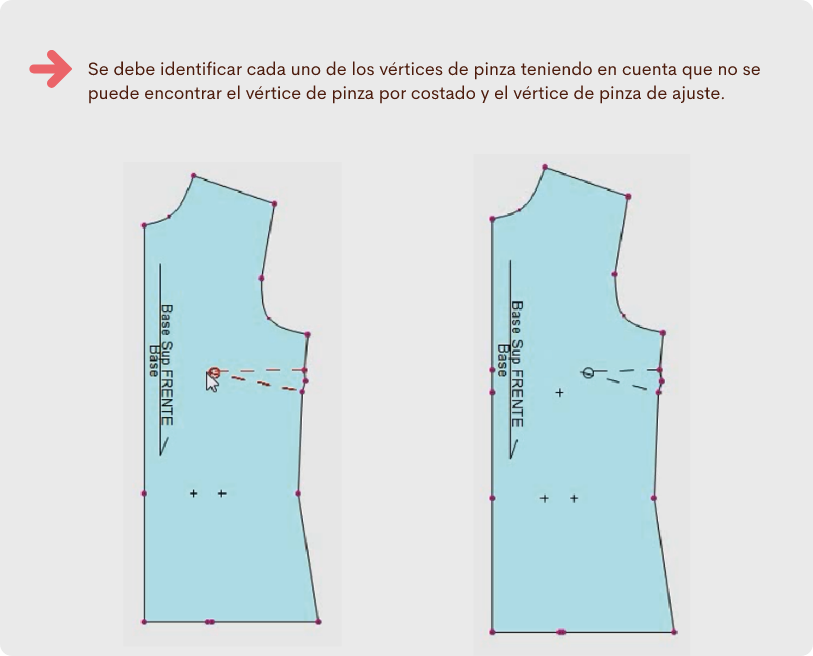 Se debe identificar cada uno de los vértices de pinza teniendo en cuenta que no se
puede encontrar el vértice de pinza por costado y el vértice de pinza de ajuste.
Base Sup FRENTE
Base
Base Sup FRENTE
Base